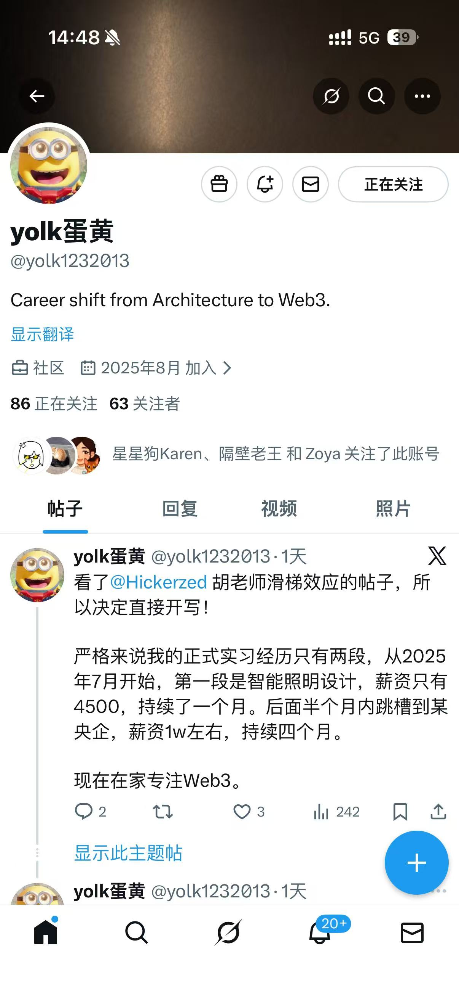 14:48
5G 39
正在关注
yolk蛋黄
@yolk1232013
Career shift from Architecture to Web3.
显示翻译
社区 2025年8月 加入
86 正在关注 63 关注者
星星狗Karen、隔壁老王 和 Zoya 关注了此账号
帖子 回复 视频 照片
yolk蛋黄 @yolk1232013·1天
看了@Hickerzed 胡老师滑梯效应的帖子，所
以决定直接开写！
严格来说我的正式实习经历只有两段，从2025
年7月开始，第一段是智能照明设计，薪资只有
4500，持续了一个月。后面半个月内跳槽到某
央企，薪资1w左右，持续四个月。
现在在家专注Web3。
2 3 242
显示此主题帖
yolk蛋黄 @yolk1232013·1天
20+